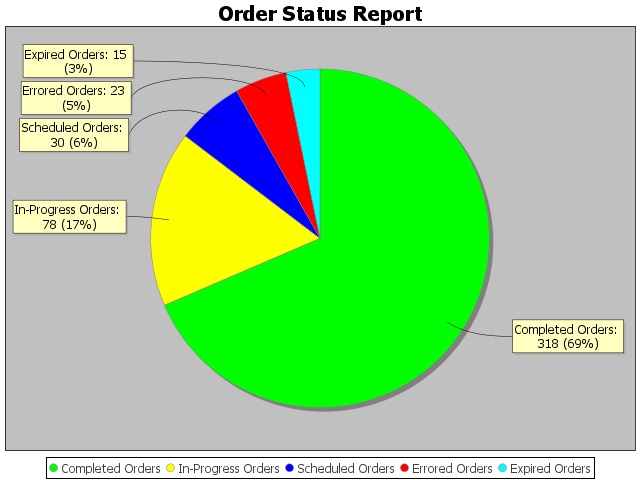 Order Status Report
Expired Orders: 15
(3%)
Errored Orders: 23
(5%)
Scheduled Orders:
30 (6%)
In-Progress Orders:
78 (17%)
Completed Orders:
318 (69%)
Completed Orders In-Progress Orders Scheduled Orders Errored Orders Expired Orders